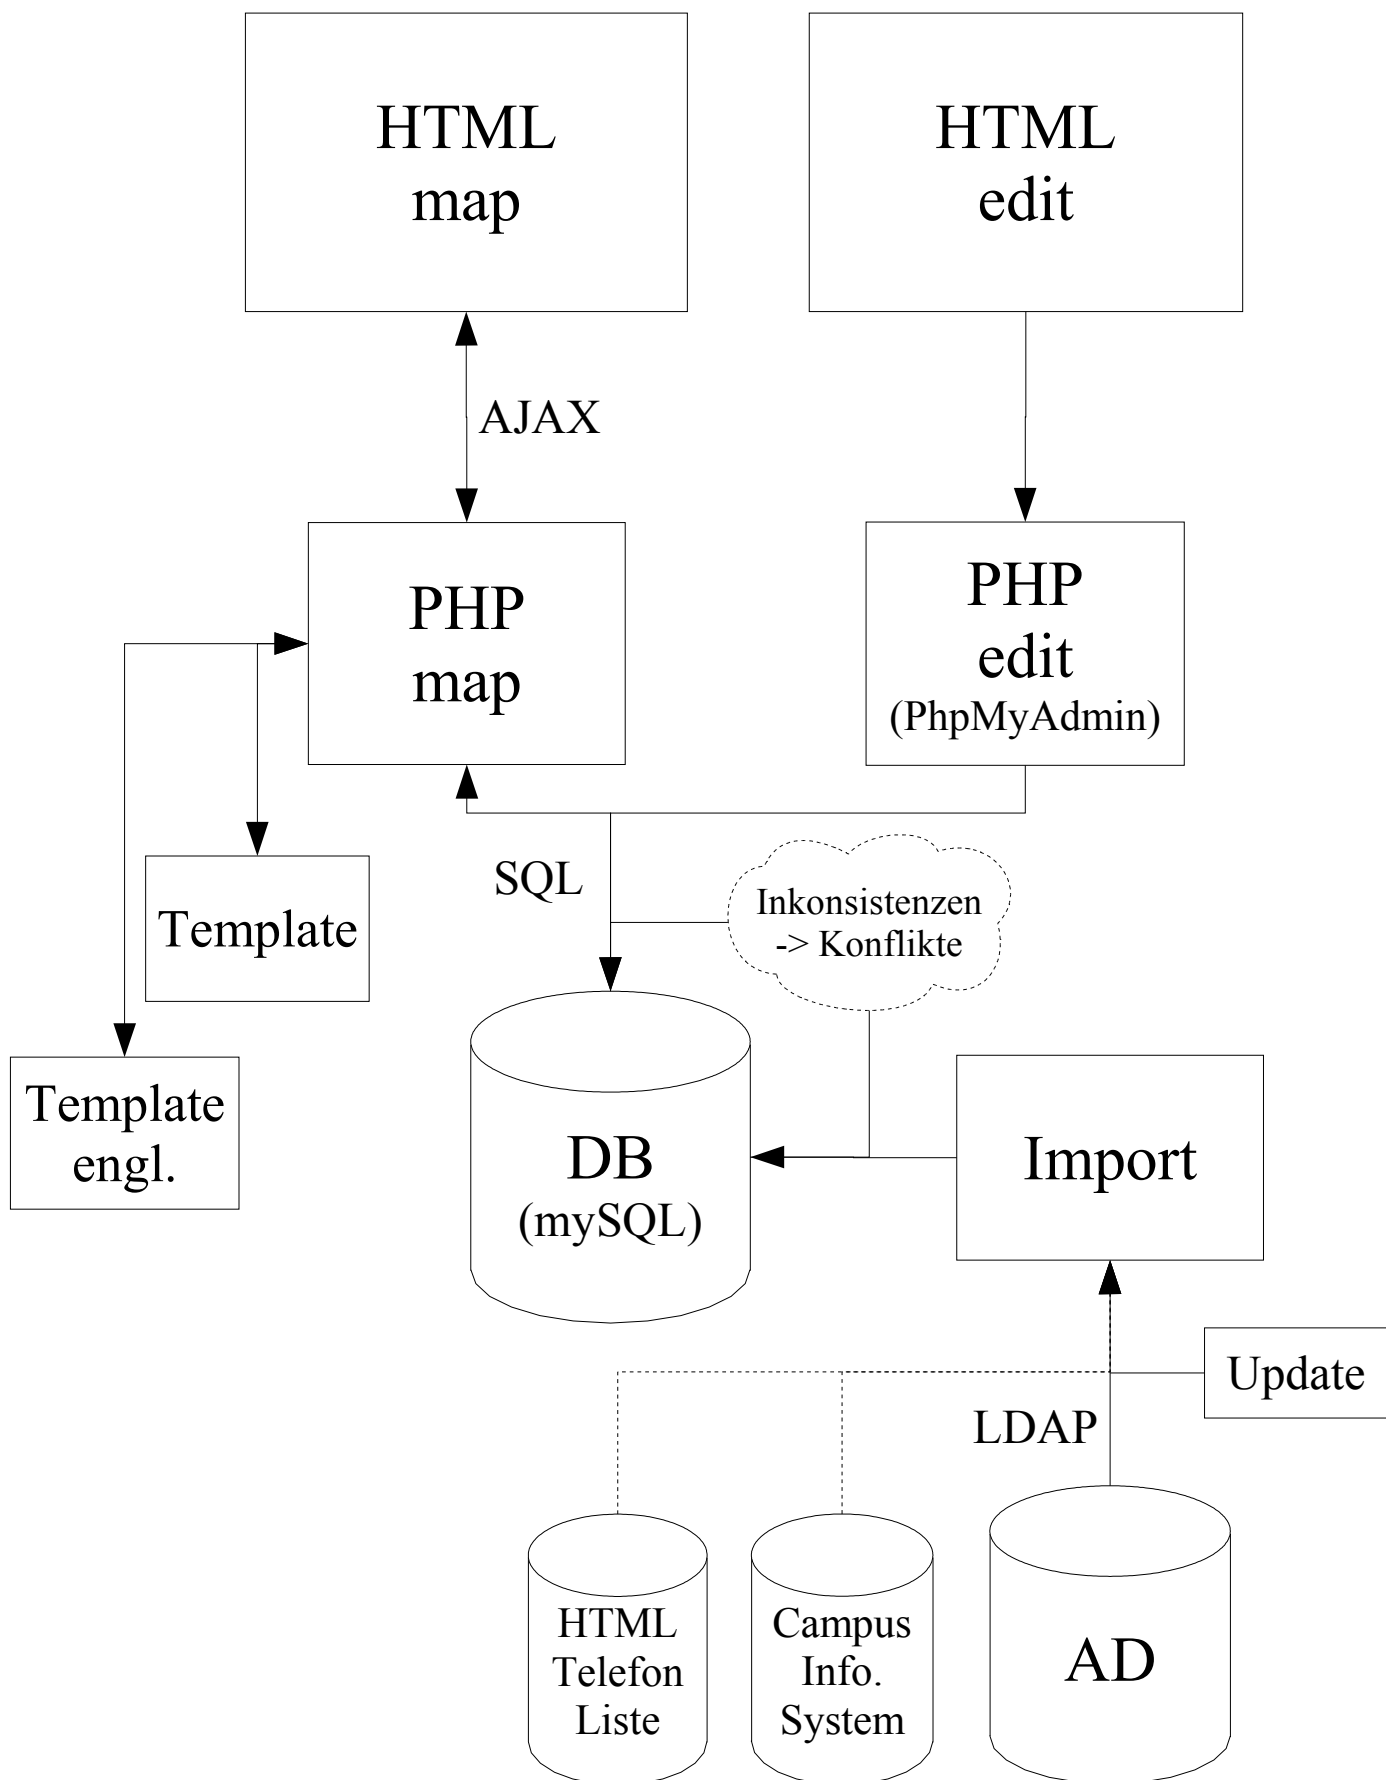 HTML
map
HTML
edit
AJAX
PHP
map
PHP
edit
(PhpMyAdmin)
SQL
Inkonsistenzen
-> Konflikte
Template
Template
engl.
DB
(mySQL)
Import
Update
LDAP
HTML
Telefon
Liste
Campus
Info.
System
AD